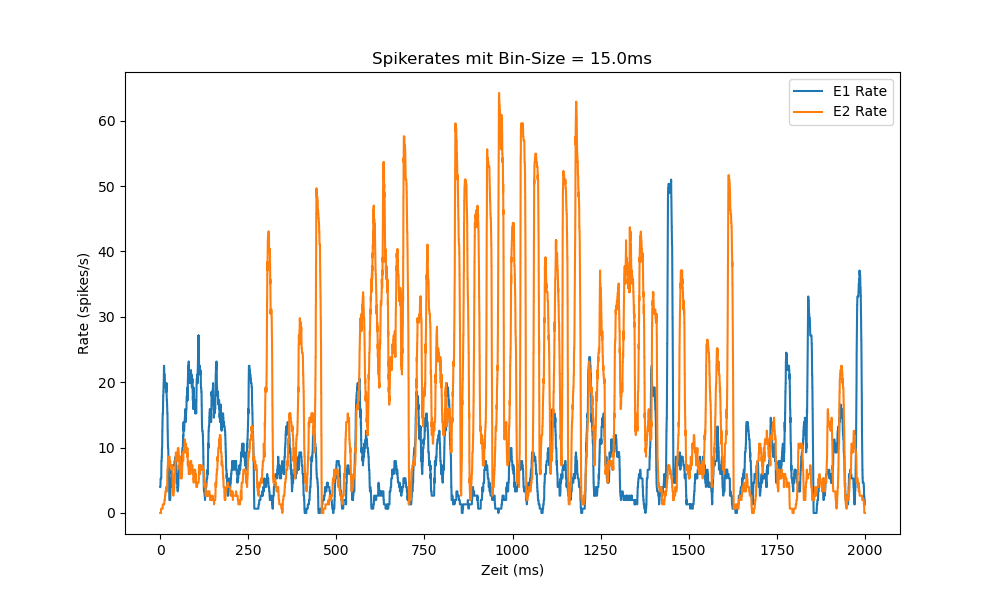 Spikerates mit Bin-Size = 15.0ms
E1 Rate
E2 Rate
60
50
40
30
20
10
0
Rate (spikes/s)
0 250 500 750 1000 1250 1500 1750 2000
Zeit (ms)